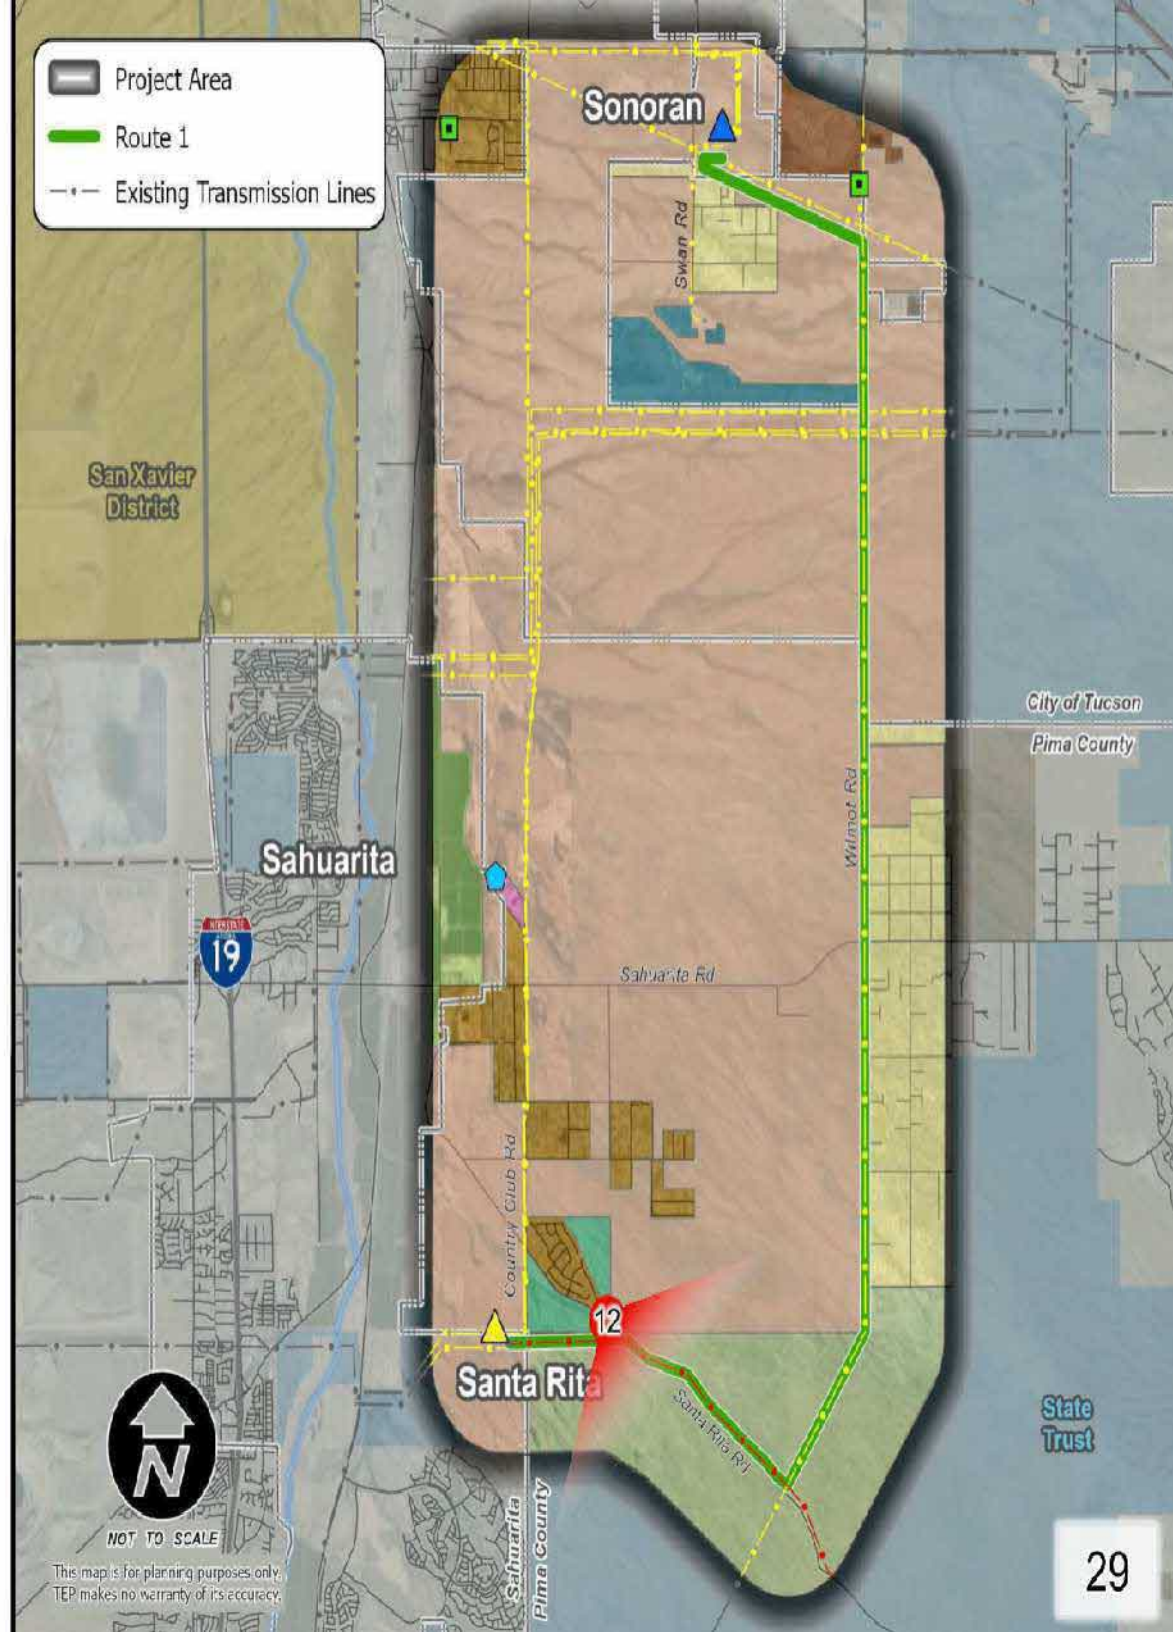 Project Area
Route 1
Existing Transmission Lines
Sonoran
Swan Rd
San Xavier
District
City of Tucson
Pima County
Wilmot Rd
Sahuarita
INTERSTATE
19
Sahuarita Rd
Country Club Rd
12
Santa Rita
Santa Rita Rd
State
Trust
N
NOT TO SCALE
This map is for planning purposes only.
TEP makes no warranty of its accuracy.
Sahuarita
Pima County
29